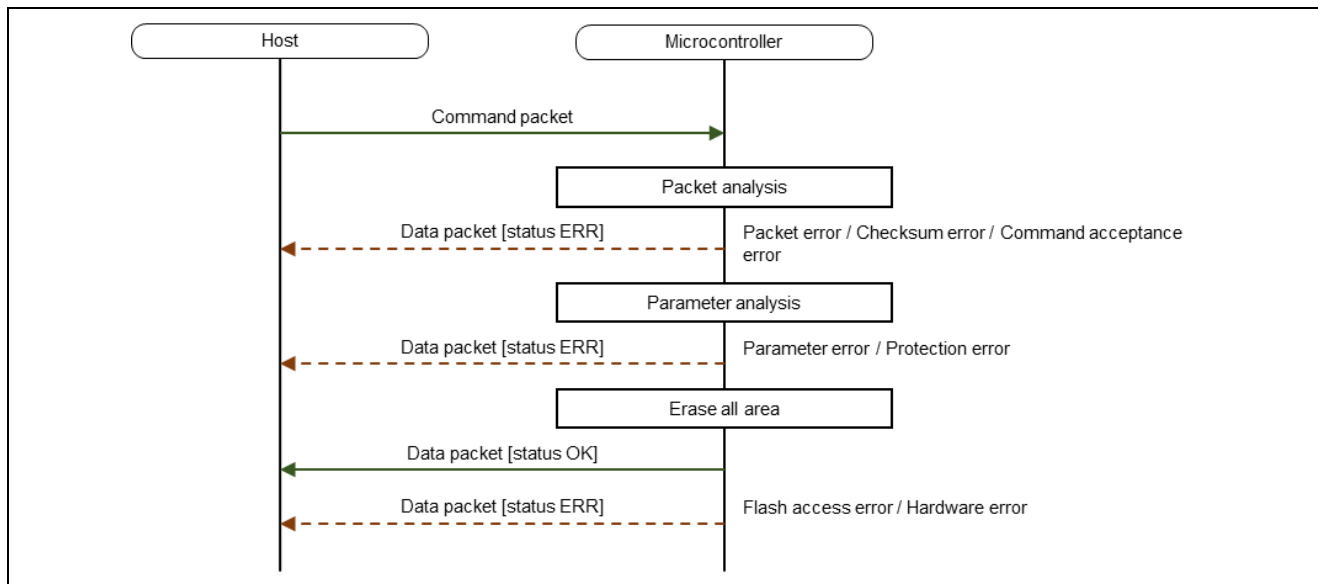 Host
Microcontroller
Command packet
Packet analysis
Data packet [status ERR]
Packet error / Checksum error / Command acceptance
error
Parameter analysis
Data packet [status ERR]
Parameter error / Protection error
Erase all area
Data packet [status OK]
Data packet [status ERR]
Flash access error / Hardware error